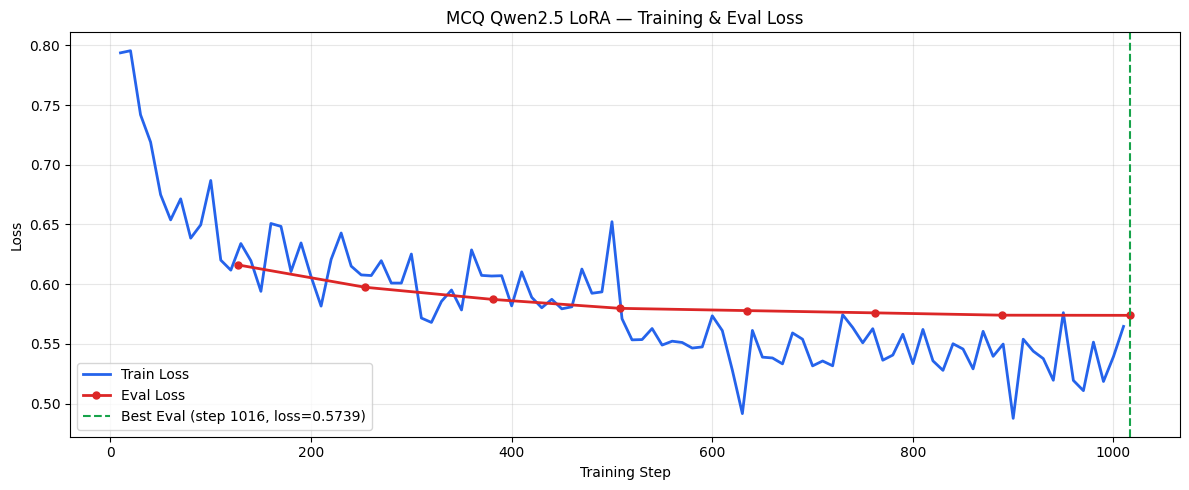 MCQ Qwen2.5 LoRA — Training & Eval Loss
0.80
0.75
0.70
0.65
0.60
0.55
0.50
Loss
Train Loss
Eval Loss
Best Eval (step 1016, loss=0.5739)
0 200 400 600 800 1000
Training Step